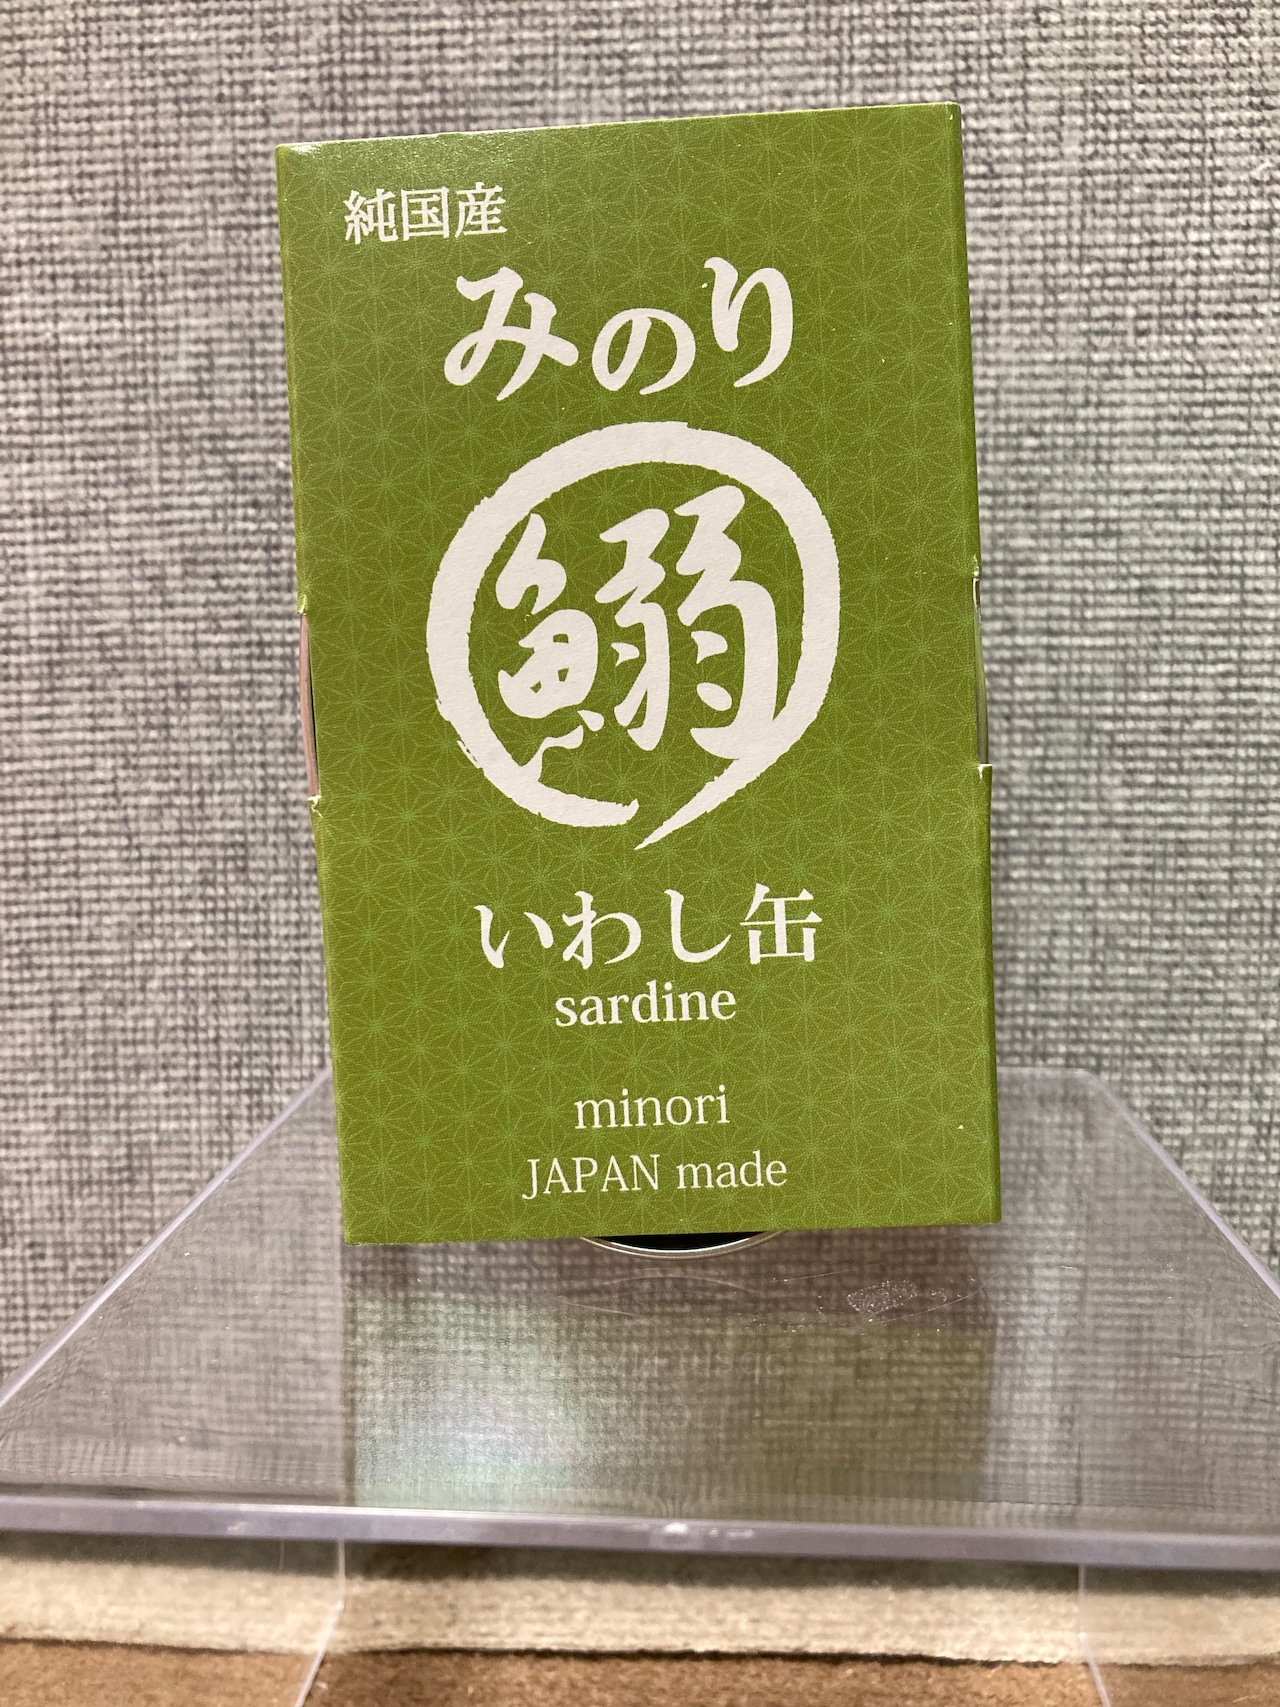 純国産
みのり
鰯
いわし缶
sardine
minori
JAPAN made